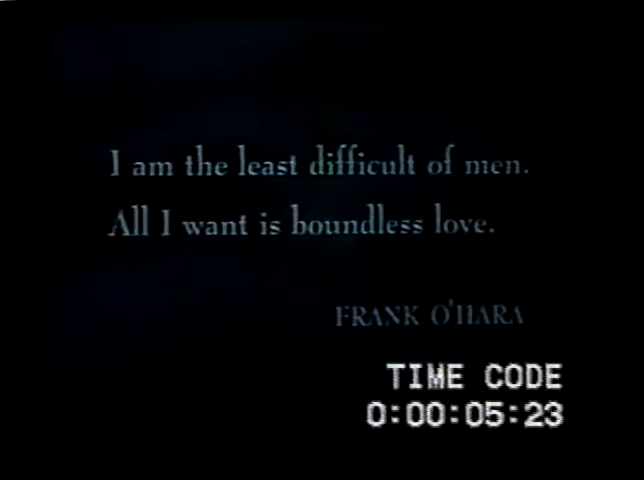 I am the least difficult of men.
All I want is boundless love.
FRANK O'HARA
TIME CODE
0:00:05:23